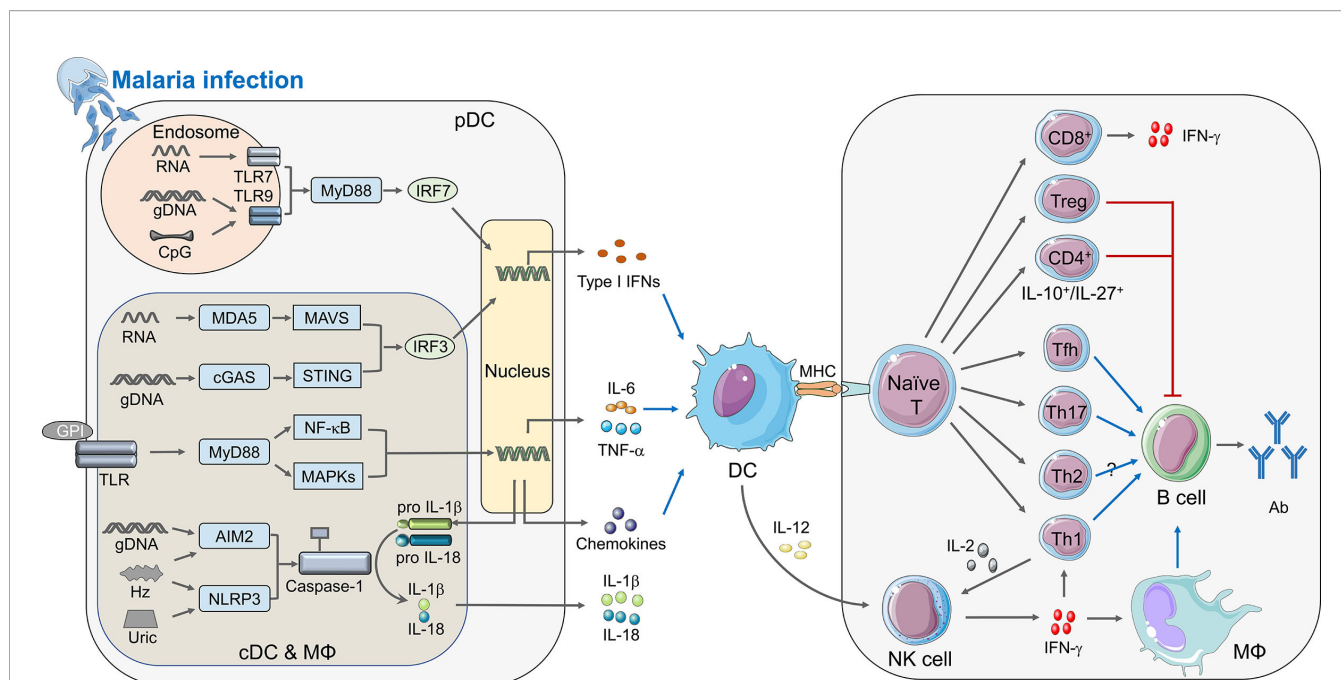 Malaria infection
pDC
Endosome
RNA
TLR7
TLR9
gDNA
CpG
MyD88
IRF7
RNA
MDA5
MAVS
IRF3
gDNA
cGAS
STING
Nucleus
GPI
TLR
MyD88
NF-κB
MAPKs
gDNA
AIM2
Hz
NLRP3
Uric
Caspase-1
pro IL-1β
pro IL-18
IL-1β
IL-18
cDC & MΦ
Type I IFNs
IL-6
TNF-α
Chemokines
IL-1β
IL-18
DC
MHC
IL-12
Naïve
T
CD8+
IFN-γ
Treg
CD4+
IL-10+/IL-27+
Tfh
Th17
Th2
?
Th1
B cell
Ab
IL-2
NK cell
IFN-γ
MΦ